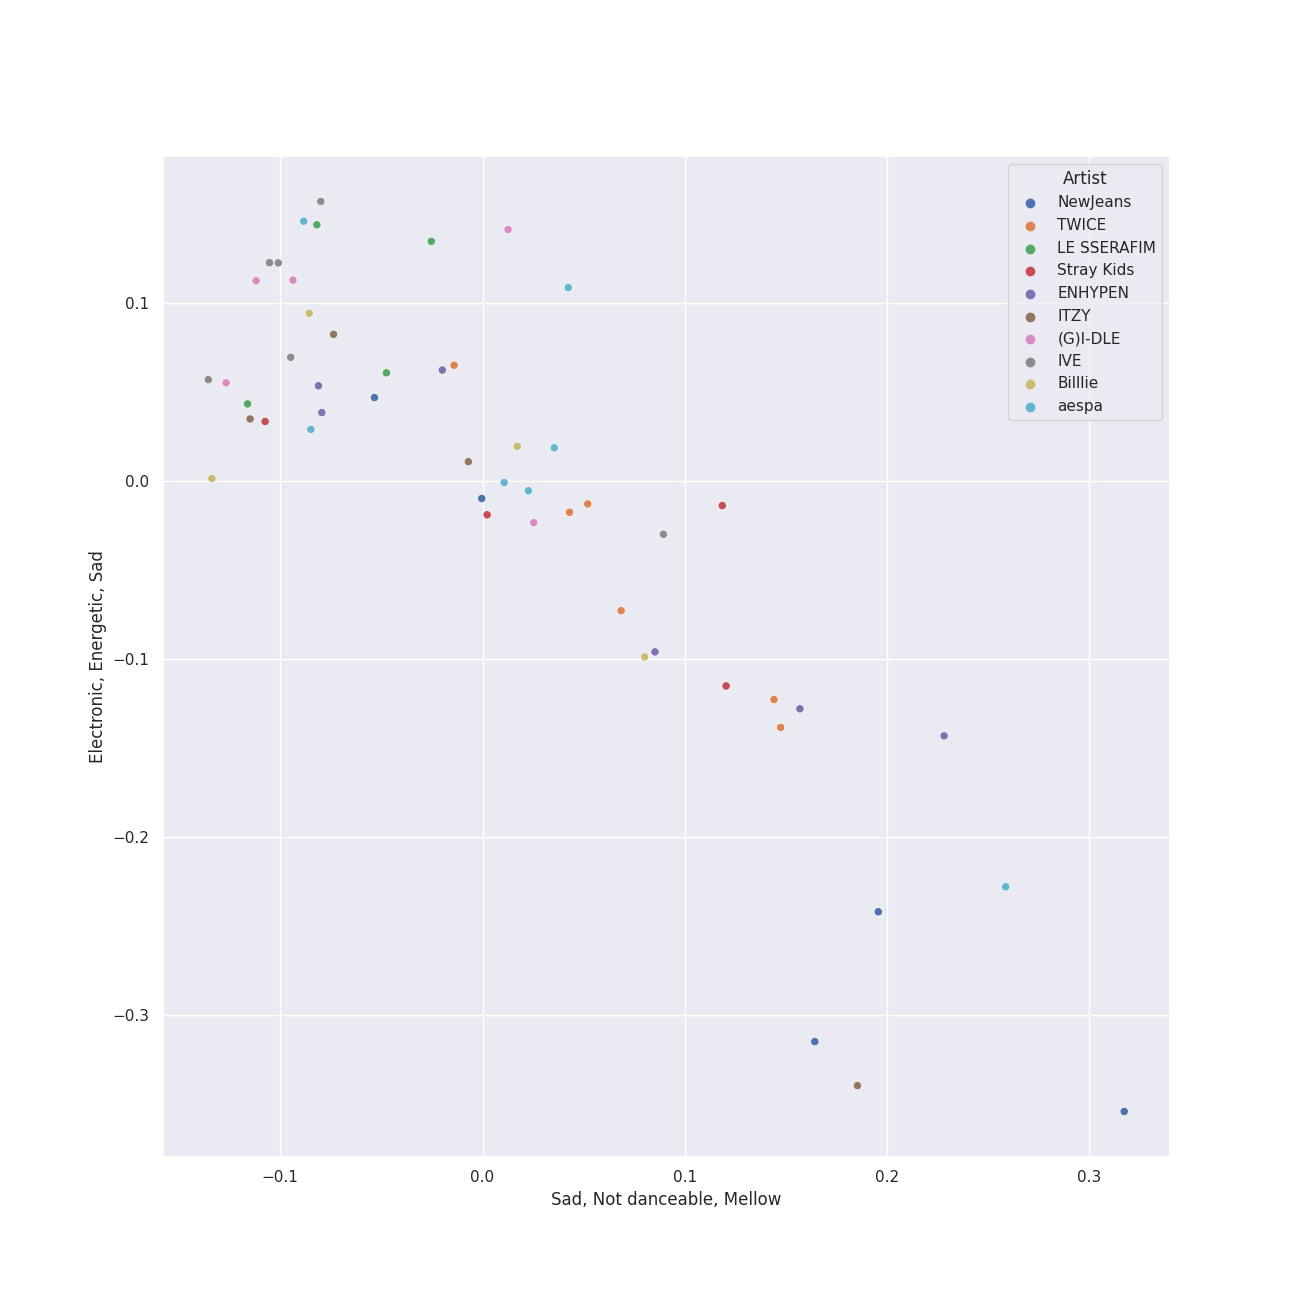 Artist
NewJeans
TWICE
LE SSERAFIM
Stray Kids
ENHYPEN
ITZY
(G)I-DLE
IVE
Billlie
aespa
0.1
0.0
−0.1
−0.2
−0.3
Electronic, Energetic, Sad
−0.1 0.0 0.1 0.2 0.3
Sad, Not danceable, Mellow